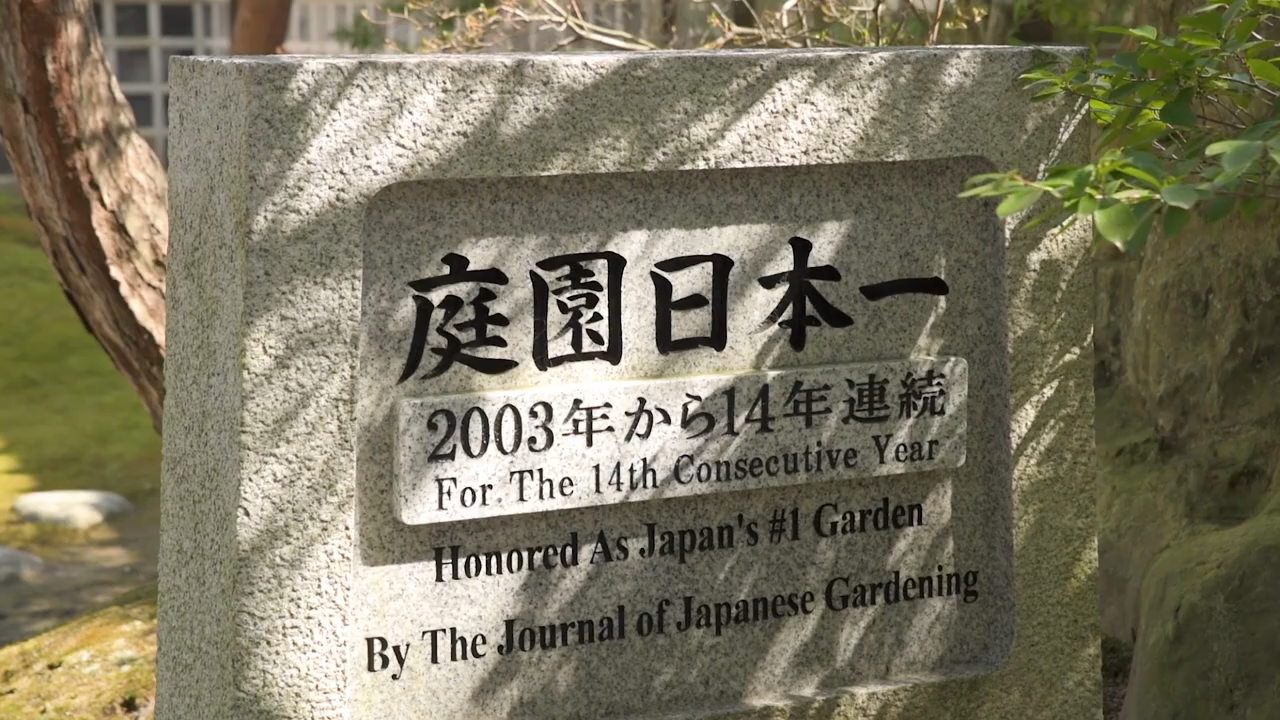 庭園日本一
2003年から14年連続
For The 14th Consecutive Year
Honored As Japan's #1 Garden
By The Journal of Japanese Gardening